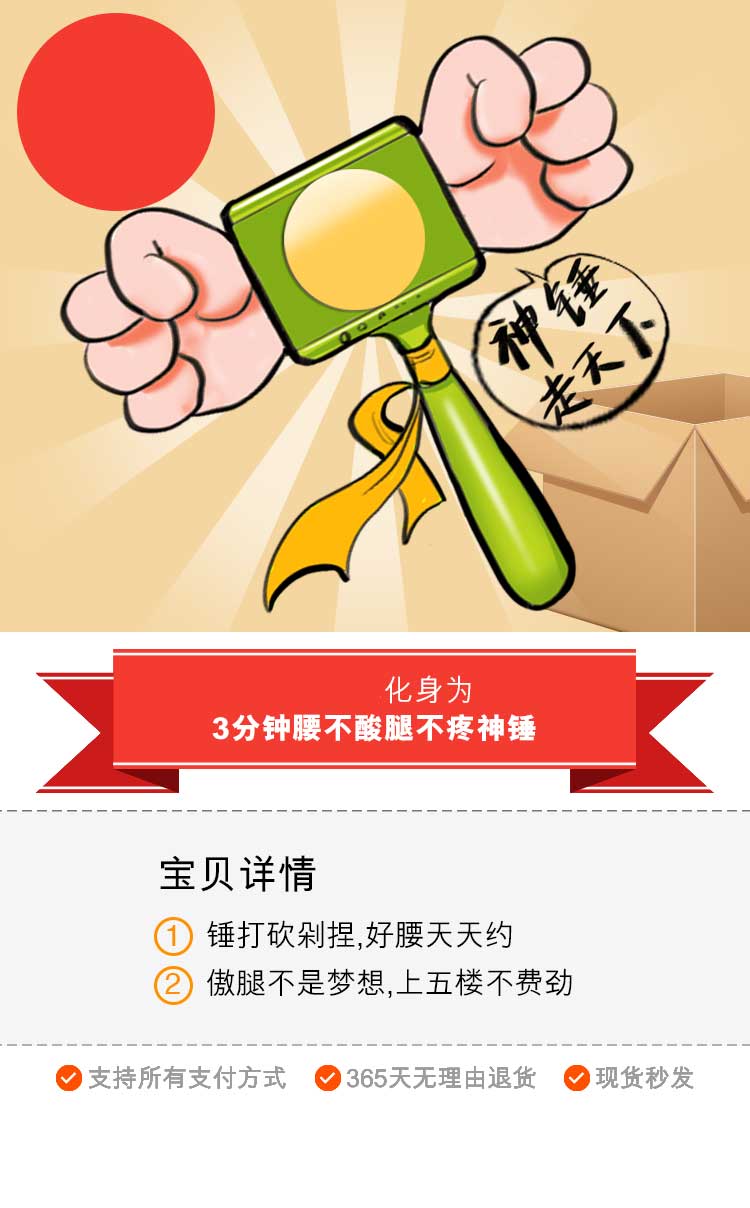 神锤
走天下
化身为
3分钟腰不酸腿不疼神锤
宝贝详情
1 锤打砍剁捏,好腰天天约
2 傲腿不是梦想,上五楼不费劲
支持所有支付方式 365天无理由退货 现货秒发